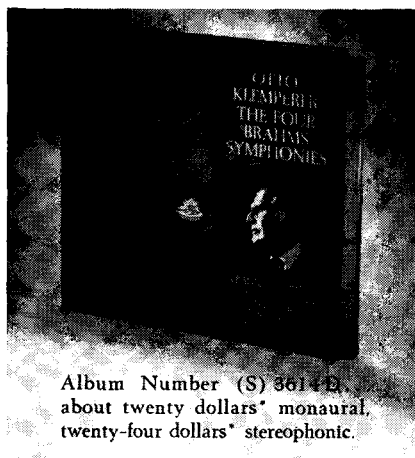 OTTO
KLEMPERER
THE FOUR
BRAHMS
SYMPHONIES
Album Number (S) 3614 D,
about twenty dollars* monaural,
twenty-four dollars* stereophonic.